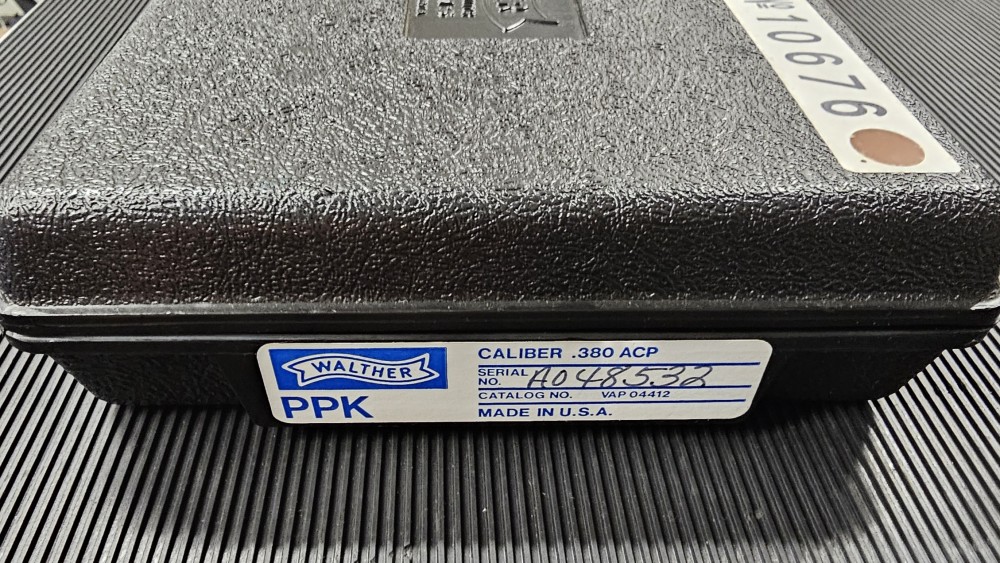 10676
WALTHER
PPK
CALIBER .380 ACP
SERIAL NO. A048532
CATALOG NO. VAP 04412
MADE IN U.S.A.